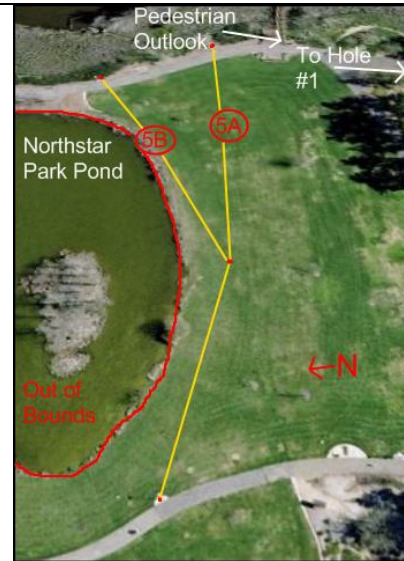 Pedestrian
Outlook
To Hole
#1
5B
5A
Northstar
Park Pond
N
Out of
Bounds